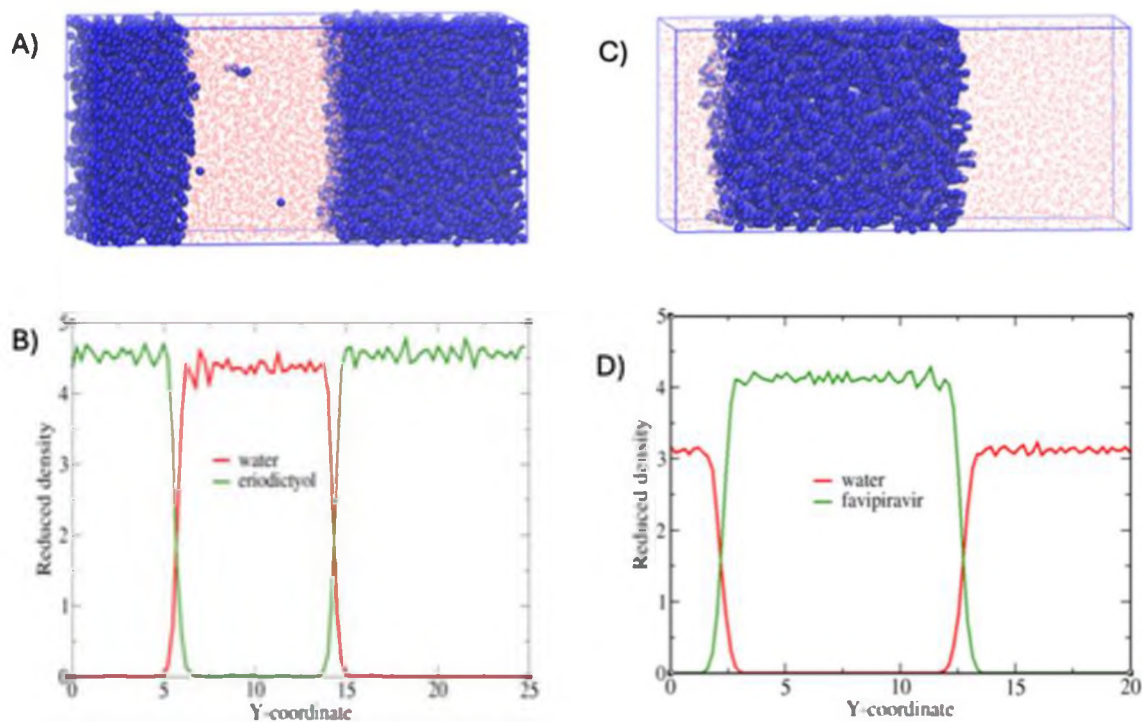 A)
C)
B)
5
4
3
2
1
0
Reduced density
water
eriodictyol
0 5 10 15 20 25
Y-coordinate
D)
5
4
3
2
1
0
Reduced density
water
favipiravir
0 5 10 15 20
Y-coordinate